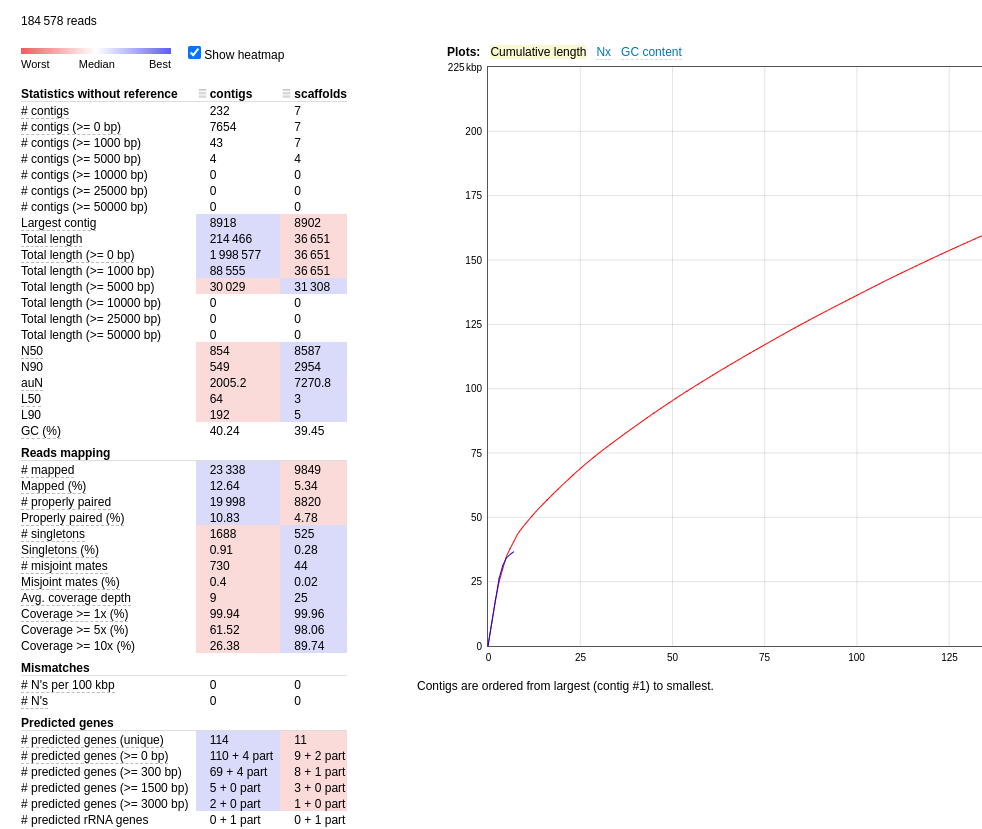 184 578 reads
Worst Median Best
Show heatmap
Statistics without reference contigs scaffolds
# contigs 232 7
# contigs (>= 0 bp) 7654 7
# contigs (>= 1000 bp) 43 7
# contigs (>= 5000 bp) 4 4
# contigs (>= 10000 bp) 0 0
# contigs (>= 25000 bp) 0 0
# contigs (>= 50000 bp) 0 0
Largest contig 8918 8902
Total length 214 466 36 651
Total length (>= 0 bp) 1 998 577 36 651
Total length (>= 1000 bp) 88 555 36 651
Total length (>= 5000 bp) 30 029 31 308
Total length (>= 10000 bp) 0 0
Total length (>= 25000 bp) 0 0
Total length (>= 50000 bp) 0 0
N50 854 8587
N90 549 2954
auN 2005.2 7270.8
L50 64 3
L90 192 5
GC (%) 40.24 39.45
Reads mapping
# mapped 23 338 9849
Mapped (%) 12.64 5.34
# properly paired 19 998 8820
Properly paired (%) 10.83 4.78
# singletons 1688 525
Singletons (%) 0.91 0.28
# misjoint mates 730 44
Misjoint mates (%) 0.4 0.02
Avg. coverage depth 9 25
Coverage >= 1x (%) 99.94 99.96
Coverage >= 5x (%) 61.52 98.06
Coverage >= 10x (%) 26.38 89.74
Mismatches
# N's per 100 kbp 0 0
# N's 0 0
Predicted genes
# predicted genes (unique) 114 11
# predicted genes (>= 0 bp) 110 + 4 part 9 + 2 part
# predicted genes (>= 300 bp) 69 + 4 part 8 + 1 part
# predicted genes (>= 1500 bp) 5 + 0 part 3 + 0 part
# predicted genes (>= 3000 bp) 2 + 0 part 1 + 0 part
# predicted rRNA genes 0 + 1 part 0 + 1 part
Plots: Cumulative length Nx GC content
225 kbp
200
175
150
125
100
75
50
25
0
0 25 50 75 100 125
Contigs are ordered from largest (contig #1) to smallest.